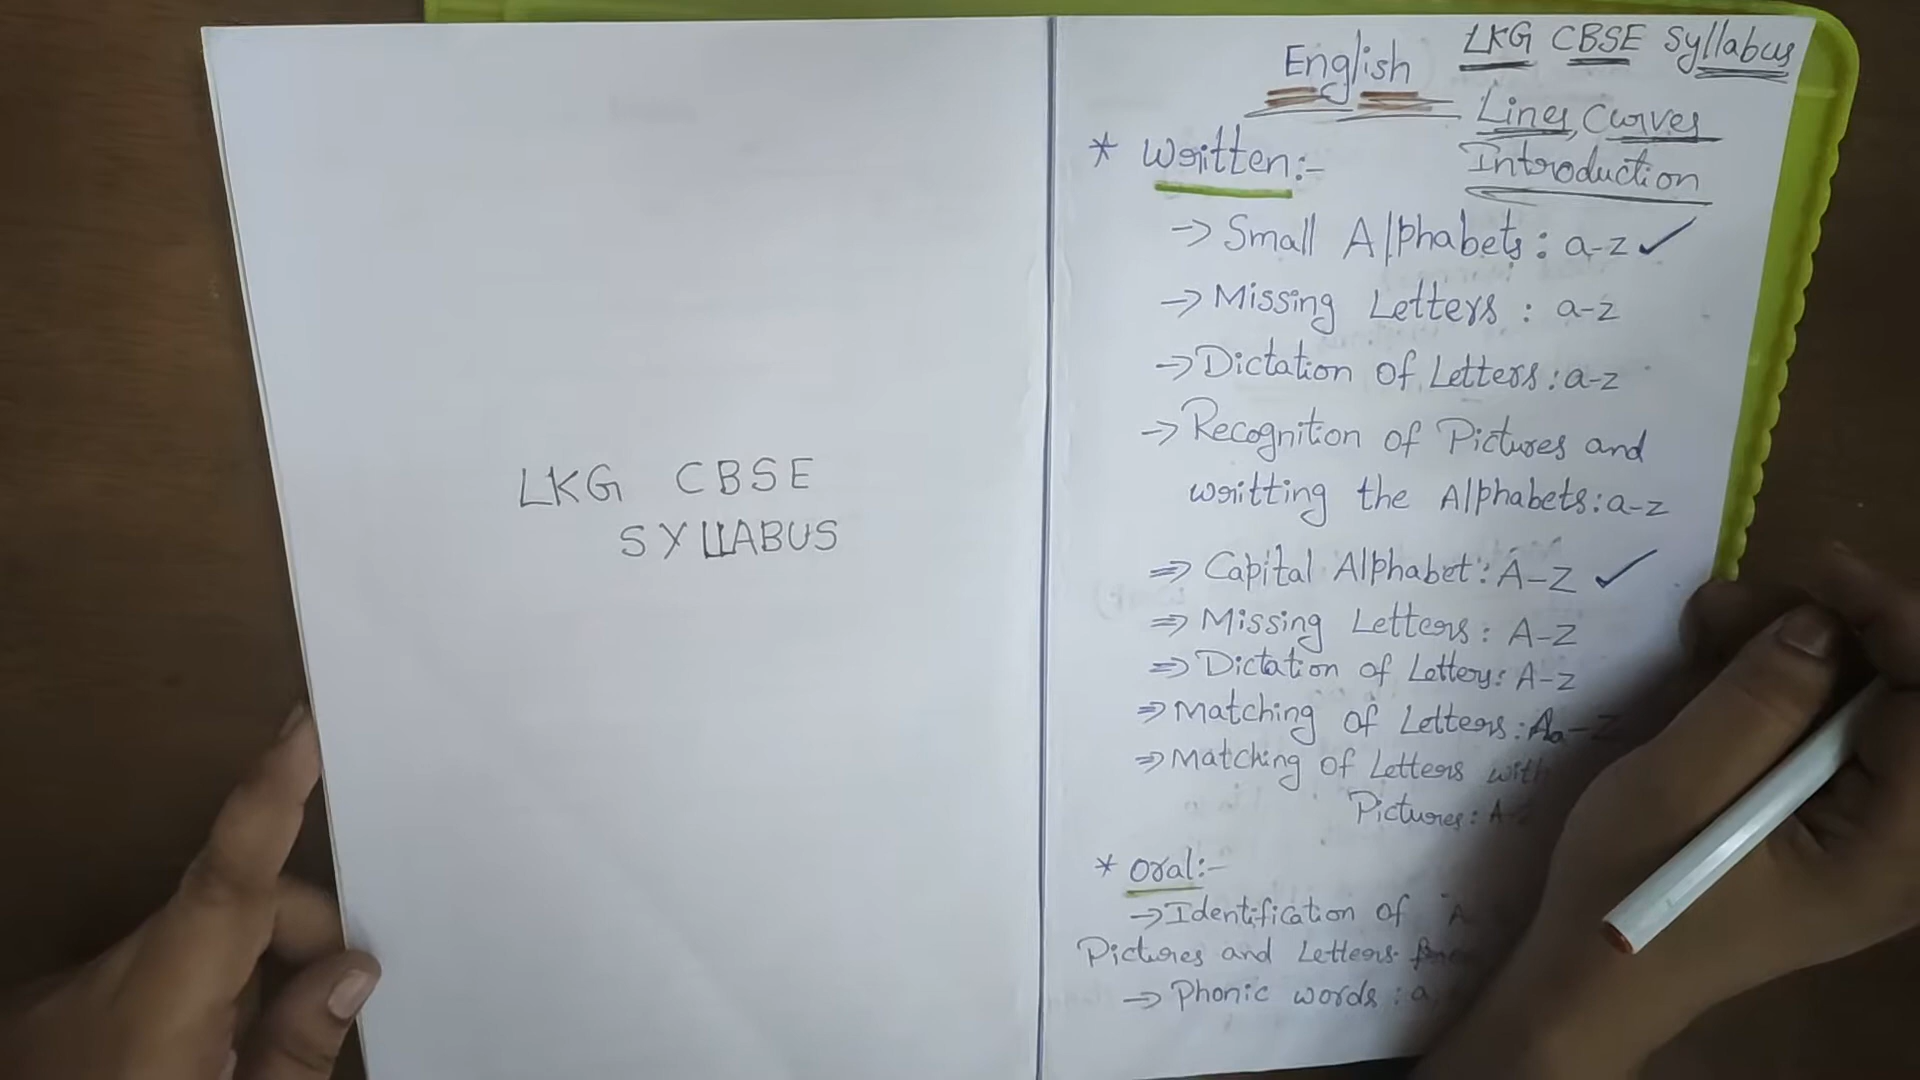 LKG CBSE
SYLLABUS
LKG CBSE Syllabus
English
Lines, Curves
Introduction
* Written:-
-> Small Alphabets: a-z ✓
-> Missing Letters: a-z
-> Dictation of Letters: a-z
-> Recognition of Pictures and
writting the Alphabets: a-z
=> Capital Alphabet: A-Z ✓
=> Missing Letters: A-Z
=> Dictation of Letters: A-Z
=> Matching of Letters: Aa-Z
=> Matching of Letters with
Pictures: A-
* Oral:-
-> Identification of A
Pictures and Letters
-> Phonic words: a